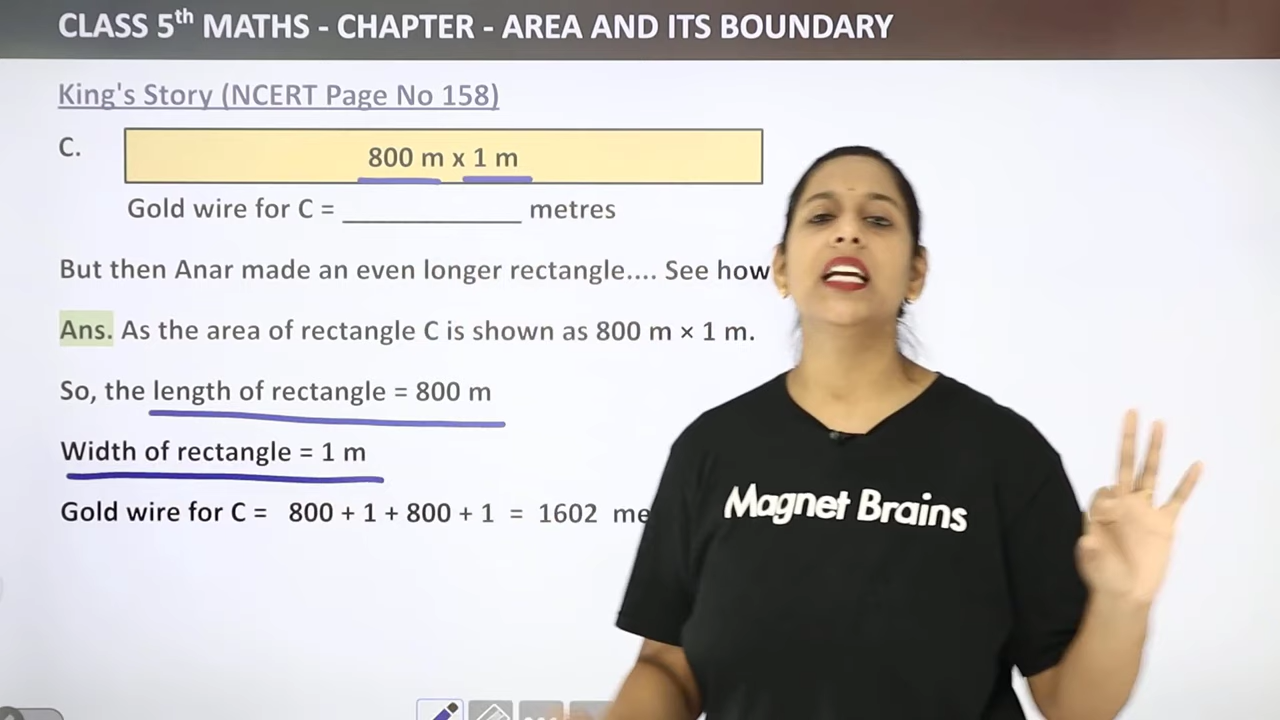 CLASS 5th MATHS - CHAPTER - AREA AND ITS BOUNDARY
King's Story (NCERT Page No 158)
C.
800 m x 1 m
Gold wire for C = ____________ metres
But then Anar made an even longer rectangle.... See how
Ans. As the area of rectangle C is shown as 800 m × 1 m.
So, the length of rectangle = 800 m
Width of rectangle = 1 m
Gold wire for C = 800 + 1 + 800 + 1 = 1602 me
Magnet Brains